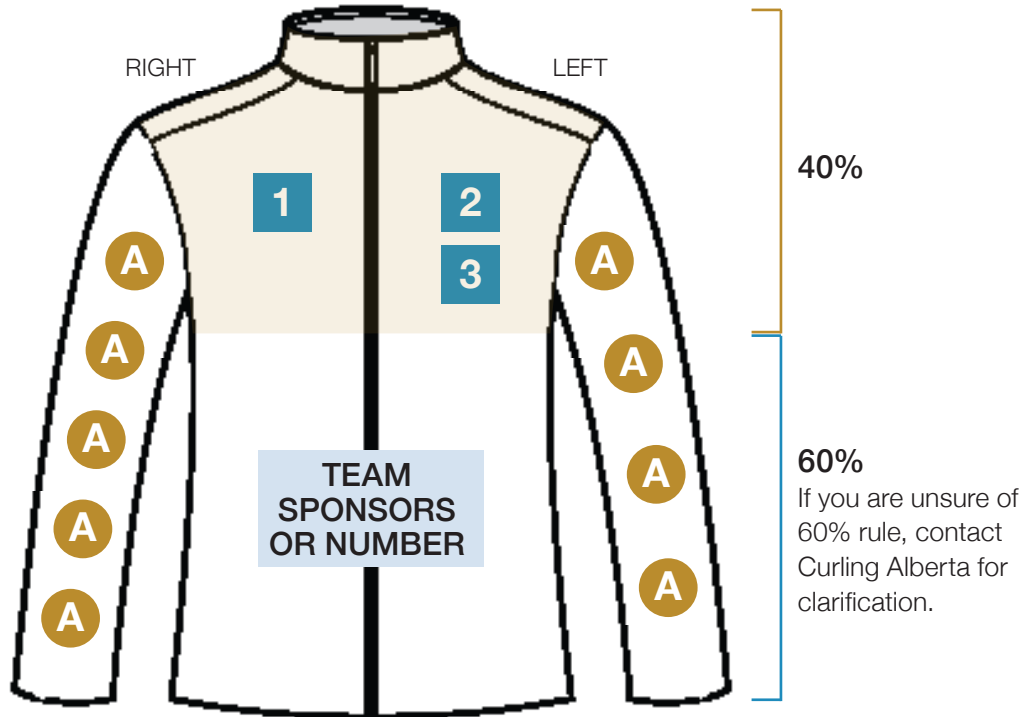 RIGHT
LEFT
40%
1
2
3
A
A
A
A
A
A
A
A
A
TEAM
SPONSORS
OR NUMBER
60%
If you are unsure of
60% rule, contact
Curling Alberta for
clarification.